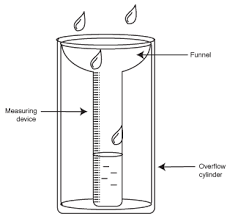 Funnel
Measuring
device
Overflow
cylinder